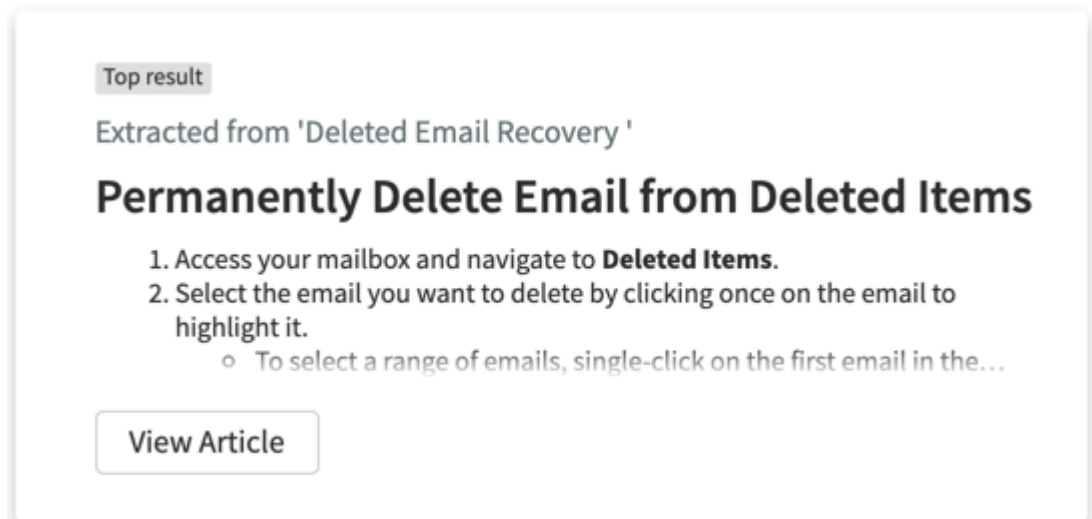 Top result
Extracted from 'Deleted Email Recovery '
Permanently Delete Email from Deleted Items
1. Access your mailbox and navigate to Deleted Items.
2. Select the email you want to delete by clicking once on the email to
highlight it.
○ To select a range of emails, single-click on the first email in the...
View Article